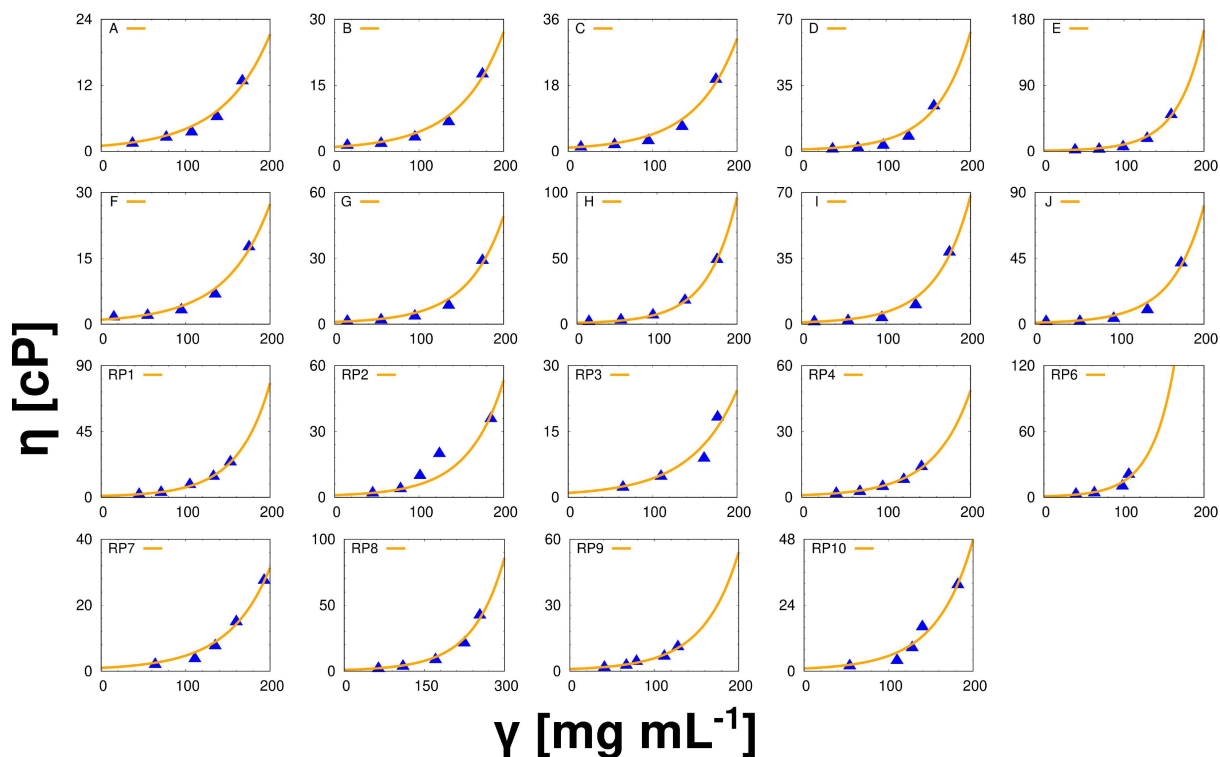 A
24
12
0
0 100 200
B
30
15
0
0 100 200
C
36
18
0
0 100 200
D
70
35
0
0 100 200
E
180
90
0
0 100 200
F
30
15
0
0 100 200
G
60
30
0
0 100 200
H
100
50
0
0 100 200
I
70
35
0
0 100 200
J
90
45
0
0 100 200
η [cP]
RP1
90
45
0
0 100 200
RP2
60
30
0
0 100 200
RP3
30
15
0
0 100 200
RP4
60
30
0
0 100 200
RP6
120
60
0
0 100 200
RP7
40
20
0
0 100 200
RP8
100
50
0
0 150 300
RP9
60
30
0
0 100 200
RP10
48
24
0
0 100 200
γ [mg mL⁻¹]